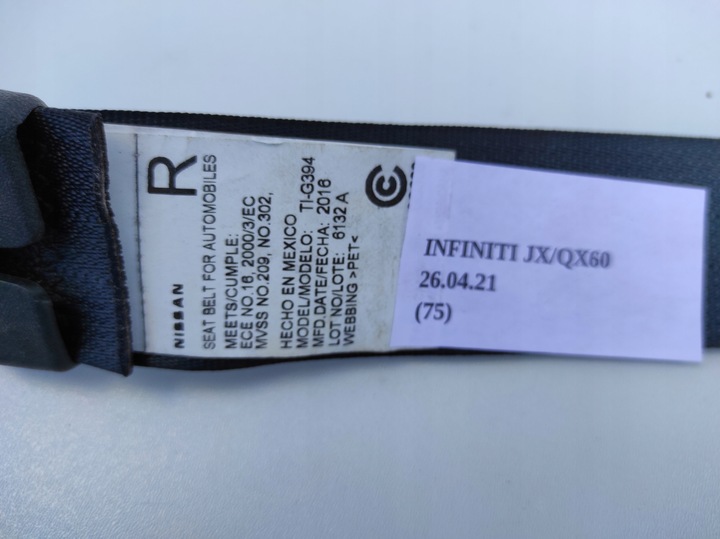 R
NISSAN
SEAT BELT FOR AUTOMOBILES
MEETS/CUMPLE:
ECE NO.16, 2000/3/EC
MVSS NO.209, NO.302,
HECHO EN MEXICO
MODEL/MODELO: TI-G394
MFD.DATE/FECHA: 2016
LOT NO/LOTE: 6132A
WEBBING >PET<
INFINITI JX/QX60
26.04.21
(75)